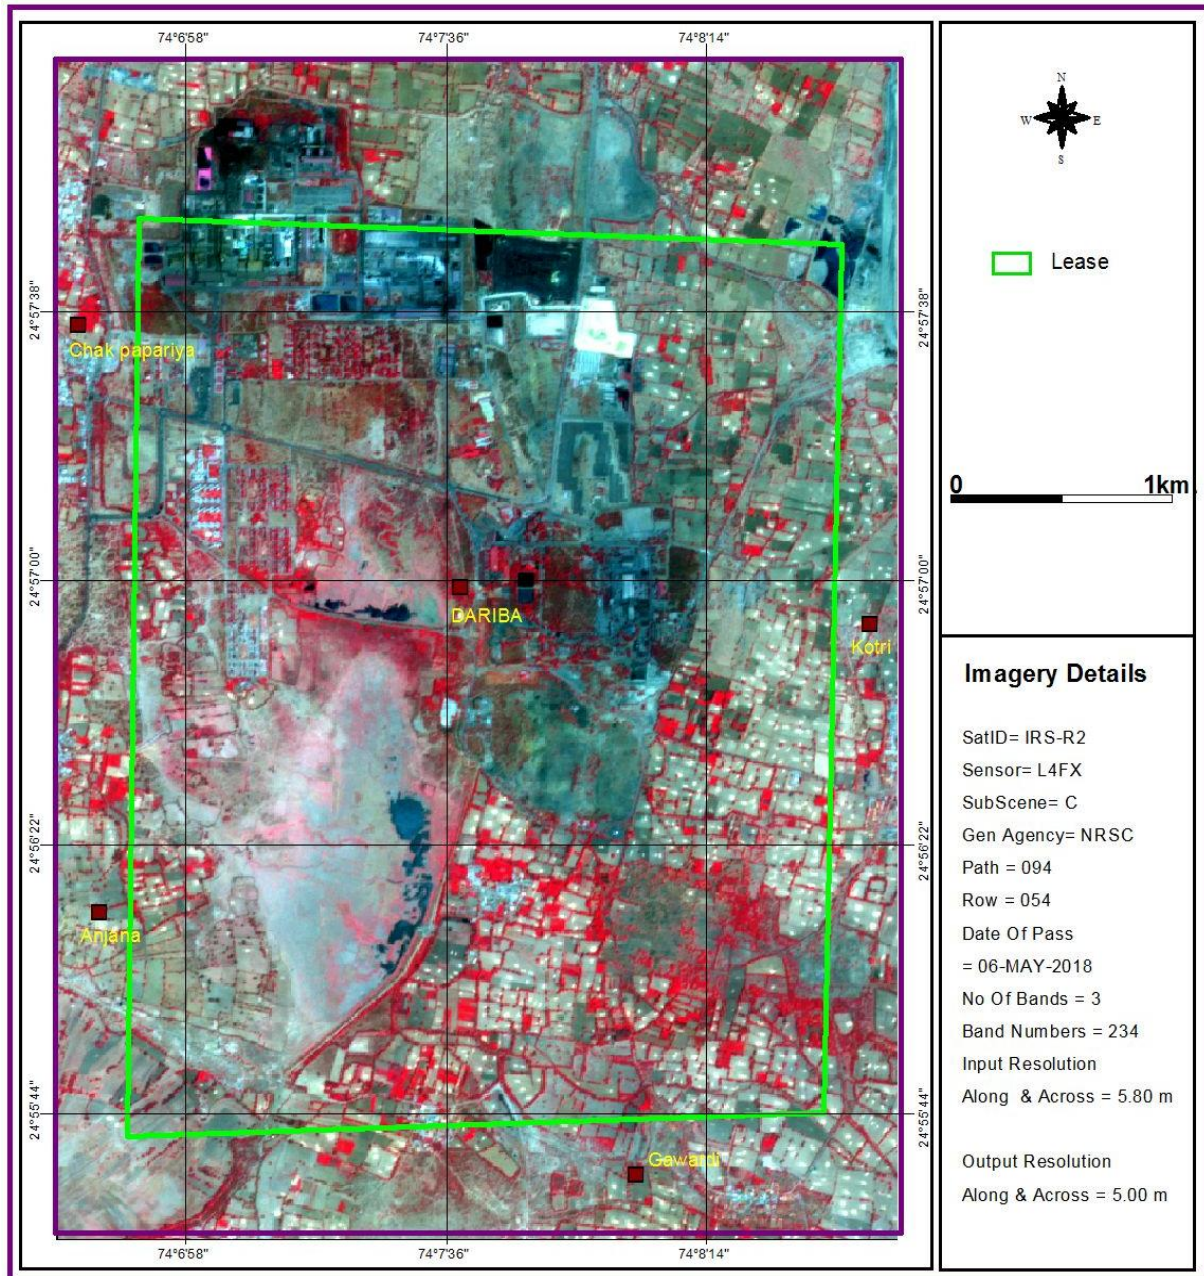 74°6'58" 74°7'36" 74°8'14"
N
W E
S
Lease
24°57'38" 24°57'38"
Chak papariya
0 1km
24°57'00" 24°57'00"
DARIBA
Kotri
Imagery Details
SatID= IRS-R2
Sensor= L4FX
SubScene= C
Gen Agency= NRSC
24°56'22" 24°56'22"
Path = 094
Row = 054
Anjana
Date Of Pass
= 06-MAY-2018
No Of Bands = 3
Band Numbers = 234
Input Resolution
Along & Across = 5.80 m
24°55'44" 24°55'44"
Gawardi
Output Resolution
Along & Across = 5.00 m
74°6'58" 74°7'36" 74°8'14"